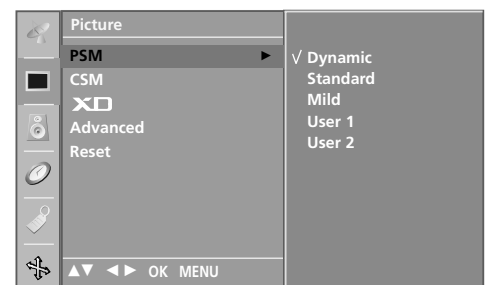 Picture
PSM ►
CSM
XD
Advanced
Reset
▲▼ ◄► OK MENU
√ Dynamic
Standard
Mild
User 1
User 2